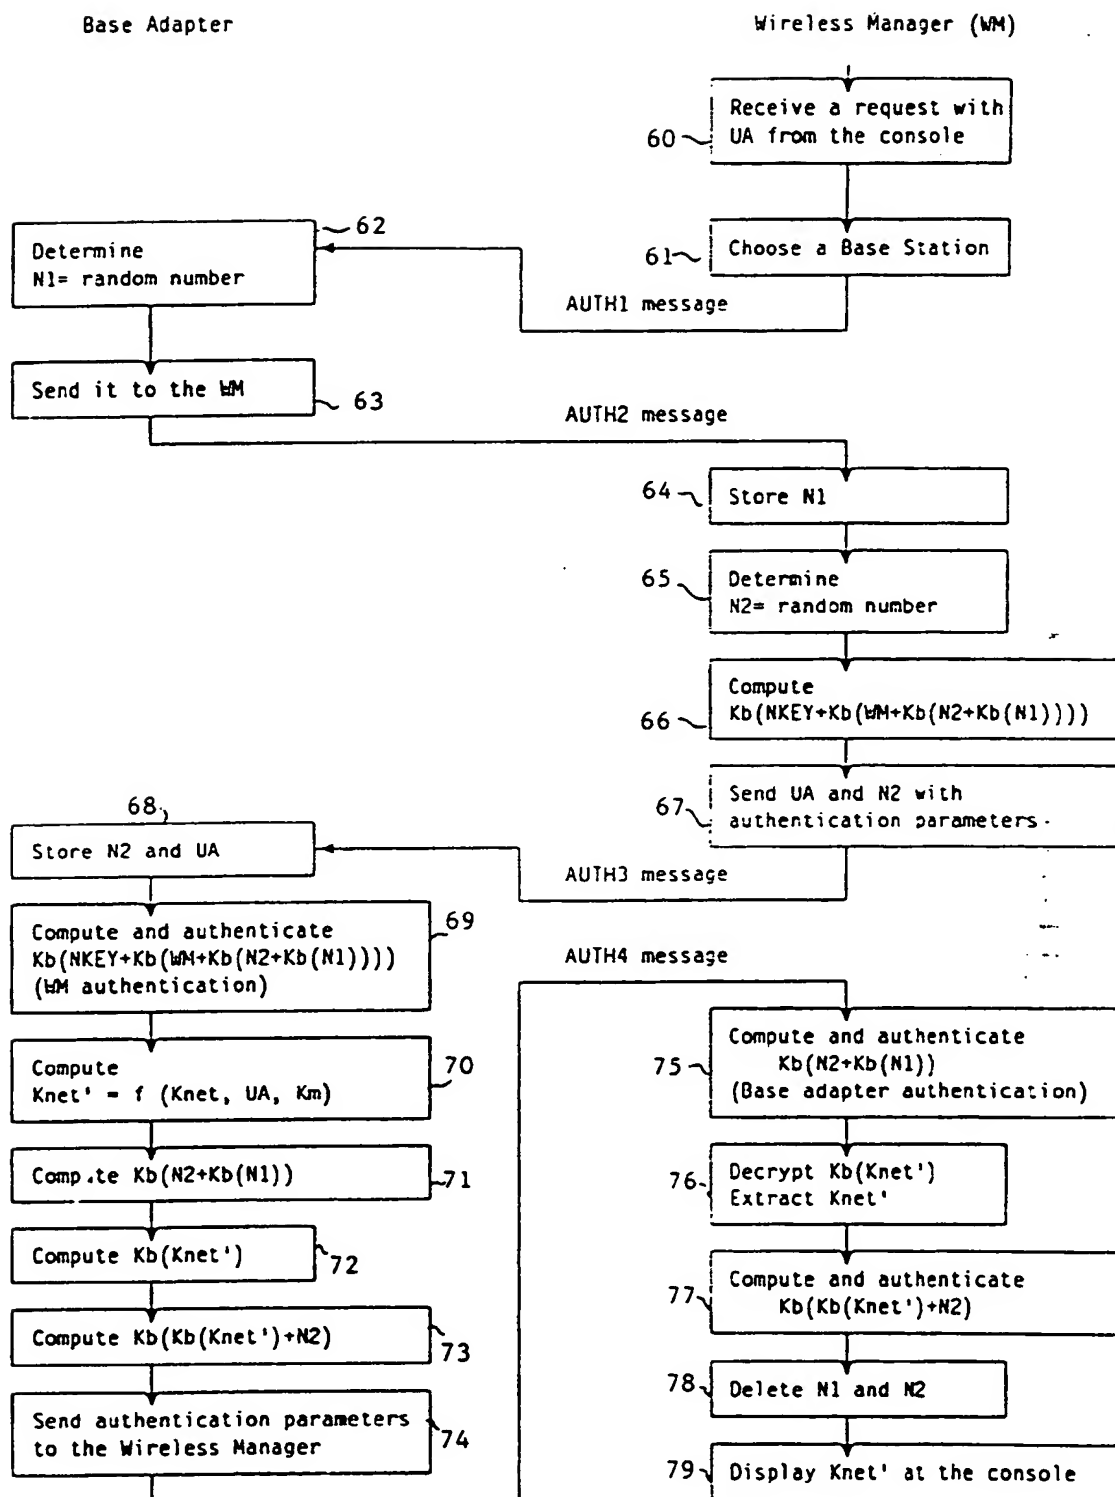 Base Adapter
Wireless Manager (WM)
Receive a request with
UA from the console
60
62
Determine
N1= random number
Choose a Base Station
61
AUTH1 message
Send it to the WM
63
AUTH2 message
64
Store N1
65
Determine
N2= random number
Compute
Kb(NKEY+Kb(WM+Kb(N2+Kb(N1))))
66
Send UA and N2 with
authentication parameters
67
68
Store N2 and UA
AUTH3 message
69
Compute and authenticate
Kb(NKEY+Kb(WM+Kb(N2+Kb(N1))))
(WM authentication)
AUTH4 message
Compute
Knet' = f (Knet, UA, Km)
70
Compute and authenticate
Kb(N2+Kb(N1))
(Base adapter authentication)
75
Compute Kb(N2+Kb(N1))
71
Decrypt Kb(Knet')
Extract Knet'
76
Compute Kb(Knet')
72
Compute and authenticate
Kb(Kb(Knet')+N2)
77
Compute Kb(Kb(Knet')+N2)
73
78
Delete N1 and N2
Send authentication parameters
to the Wireless Manager
74
79
Display Knet' at the console